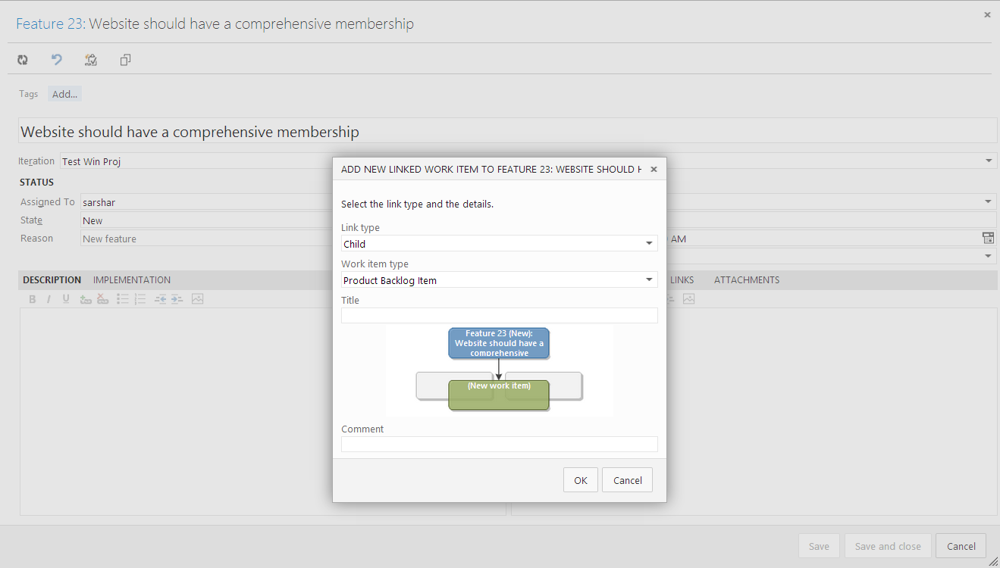 Feature 23: Website should have a comprehensive membership
Tags Add...
Website should have a comprehensive membership
Iteration Test Win Proj
STATUS
Assigned To sarshar
State New
Reason New feature
AM
DESCRIPTION IMPLEMENTATION
LINKS ATTACHMENTS
B I U
ADD NEW LINKED WORK ITEM TO FEATURE 23: WEBSITE SHOULD H
Select the link type and the details.
Link type
Child
Work item type
Product Backlog Item
Title
Feature 23 (New):
Website should have a
comprehensive
(New work item)
Comment
OK Cancel
Save Save and close Cancel